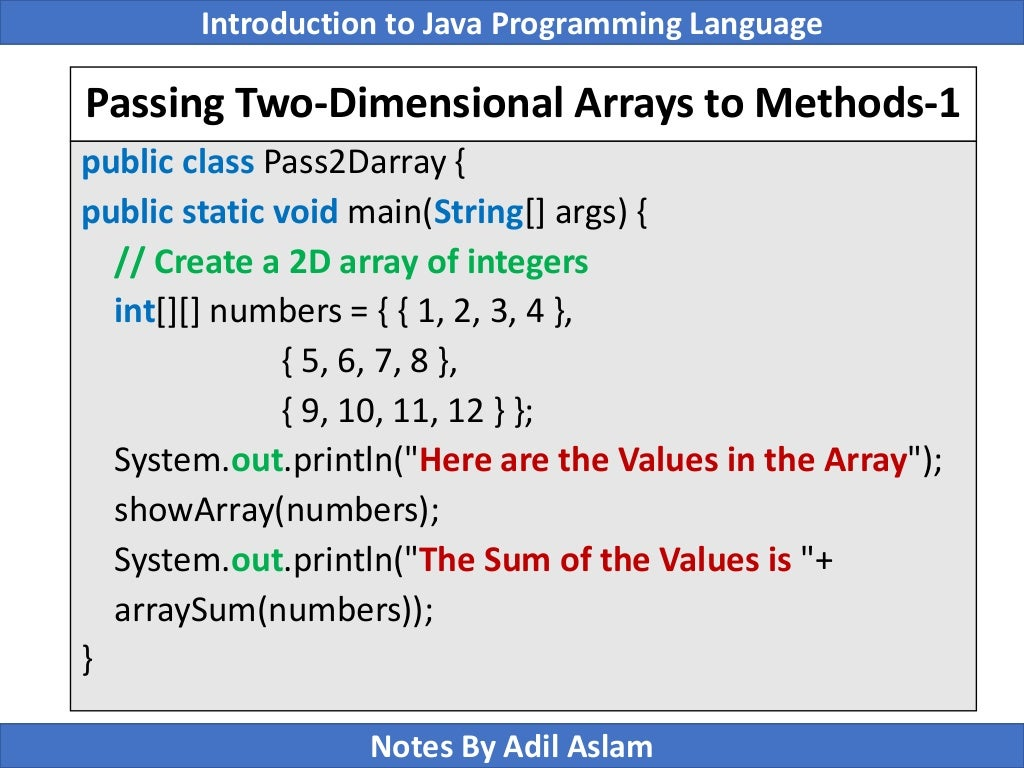 Introduction to Java Programming Language
Passing Two-Dimensional Arrays to Methods-1
public class Pass2Darray {
public static void main(String[] args) {
// Create a 2D array of integers
int[][] numbers = { { 1, 2, 3, 4 },
{ 5, 6, 7, 8 },
{ 9, 10, 11, 12 } };
System.out.println("Here are the Values in the Array");
showArray(numbers);
System.out.println("The Sum of the Values is "+
arraySum(numbers));
}
Notes By Adil Aslam